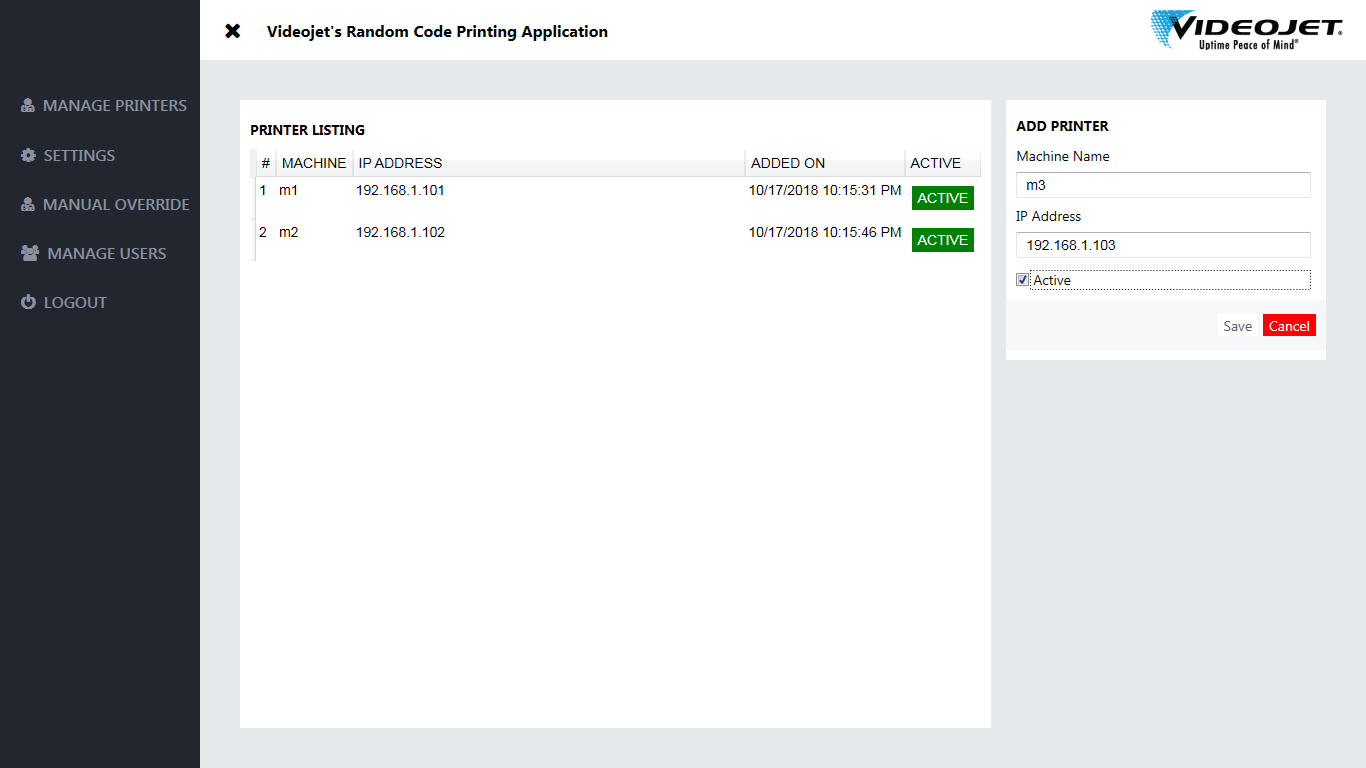 Videojet's Random Code Printing Application
VIDEOJET.
Uptime Peace of Mind®
MANAGE PRINTERS
SETTINGS
MANUAL OVERRIDE
MANAGE USERS
LOGOUT
PRINTER LISTING
# MACHINE IP ADDRESS ADDED ON ACTIVE
1 m1 192.168.1.101 10/17/2018 10:15:31 PM ACTIVE
2 m2 192.168.1.102 10/17/2018 10:15:46 PM ACTIVE
ADD PRINTER
Machine Name
m3
IP Address
192.168.1.103
Active
Save Cancel